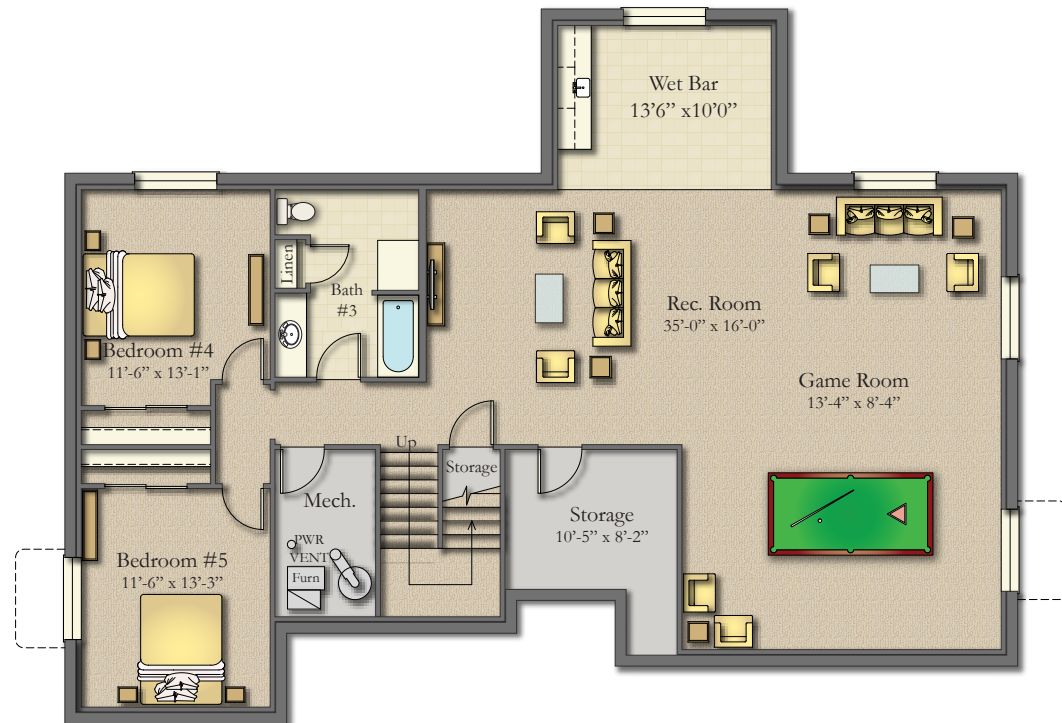 Wet Bar
13’6” x10’0”
Linen
Bath
#3
Rec. Room
35’-0” x 16’-0”
Bedroom #4
11’-6” x 13’-1”
Game Room
13’-4” x 8’-4”
Up
Storage
Mech.
Storage
10’-5” x 8’-2”
PWR
VENT
Furn
Bedroom #5
11’-6” x 13’-3”